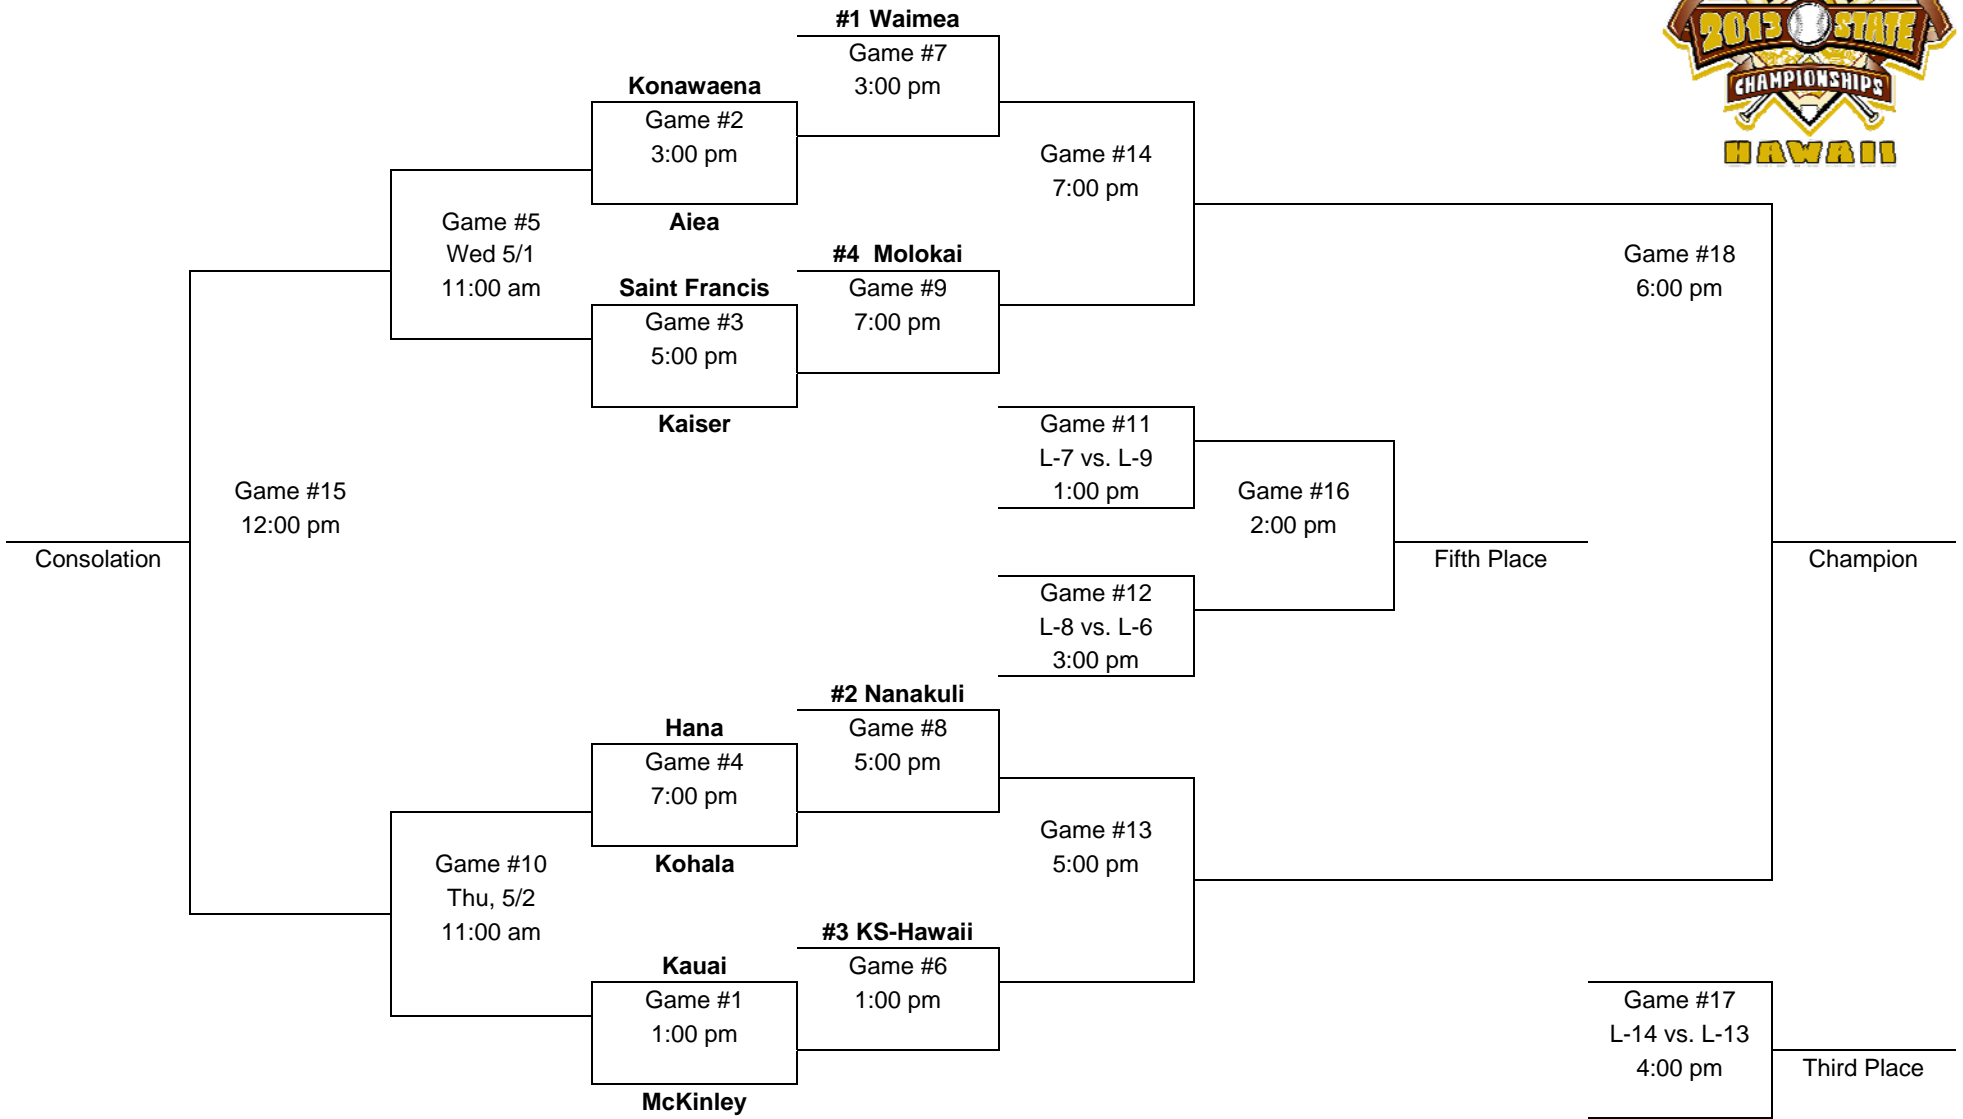 #1 Waimea
Game #7
3:00 pm
2013 STATE
CHAMPIONSHIPS
HAWAII
Konawaena
Game #2
3:00 pm
Aiea
Game #14
7:00 pm
Game #5
Wed 5/1
11:00 am
#4 Molokai
Game #9
7:00 pm
Saint Francis
Game #3
5:00 pm
Kaiser
Game #18
6:00 pm
Game #11
L-7 vs. L-9
1:00 pm
Game #15
12:00 pm
Game #16
2:00 pm
Consolation
Fifth Place
Champion
Game #12
L-8 vs. L-6
3:00 pm
#2 Nanakuli
Game #8
5:00 pm
Hana
Game #4
7:00 pm
Kohala
Game #13
5:00 pm
Game #10
Thu, 5/2
11:00 am
#3 KS-Hawaii
Game #6
1:00 pm
Kauai
Game #1
1:00 pm
McKinley
Game #17
L-14 vs. L-13
4:00 pm
Third Place